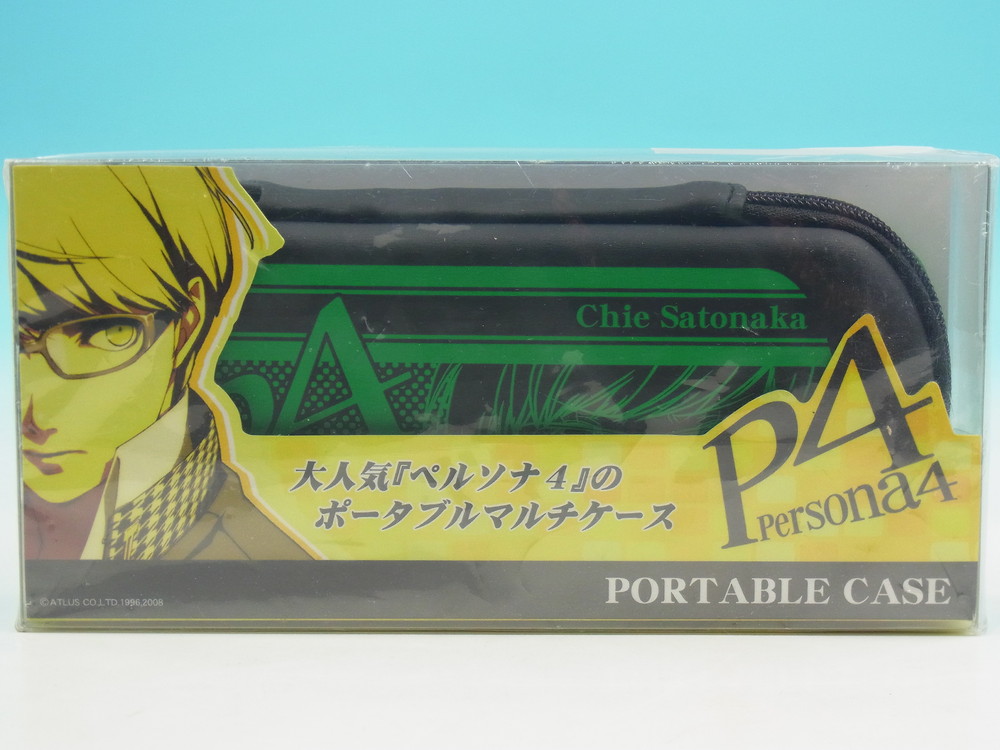 Chie Satonaka
大人気『ペルソナ4』の
ポータブルマルチケース
P4
Persona4
PORTABLE CASE
© ATLUS CO.LTD.1996,2008